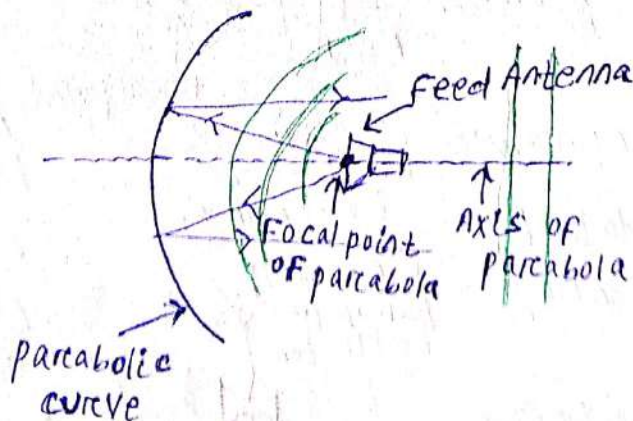 Feed Antenna
Focal point
of parabola
Axis of
parabola
parabolic
curve